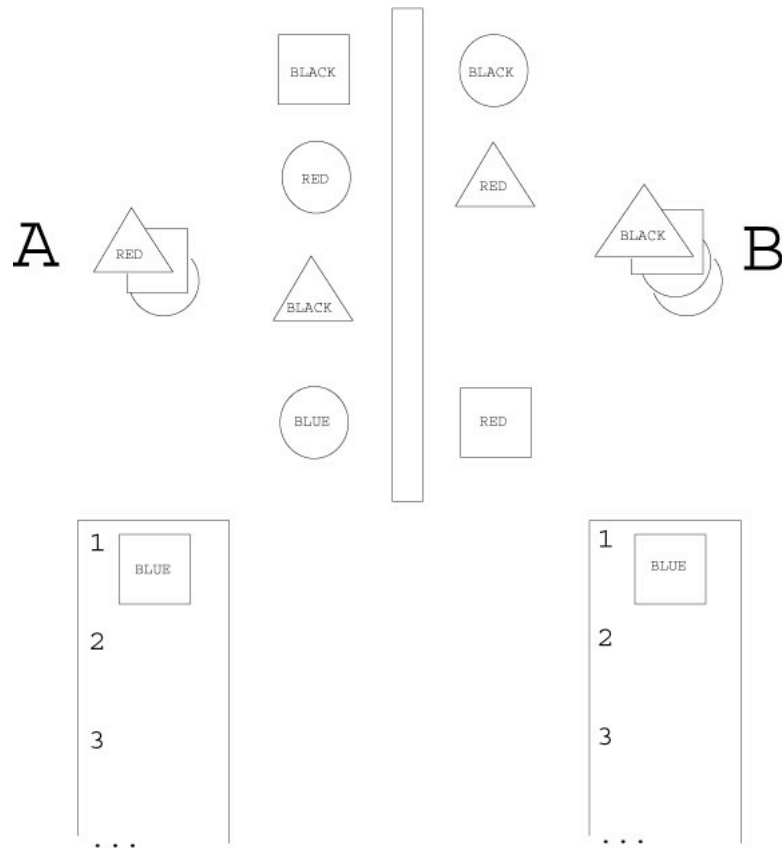 BLACK
BLACK
RED
RED
A
RED
BLACK
B
BLACK
BLUE
RED
1
BLUE
2
3
...
1
BLUE
2
3
...